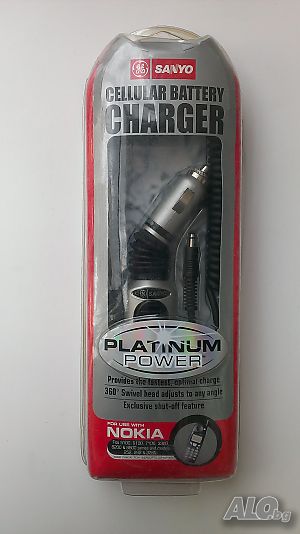 GE SANYO
CELLULAR BATTERY
CHARGER
PLATINUM
POWER
Provides the fastest, optimal charge
360° Swivel head adjusts to any angle
Exclusive shut-off feature
FOR USE WITH
NOKIA
ALO.bg